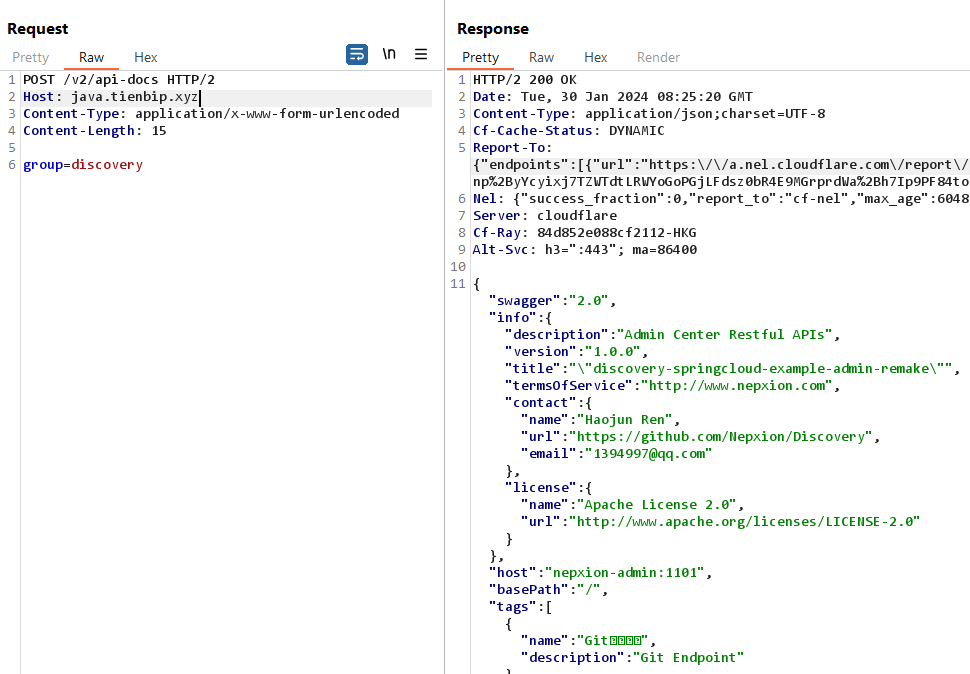 Request
Pretty Raw Hex \n
1 POST /v2/api-docs HTTP/2
2 Host: java.tienbip.xyz
3 Content-Type: application/x-www-form-urlencoded
4 Content-Length: 15
5
6 group=discovery
Response
Pretty Raw Hex Render
1 HTTP/2 200 OK
2 Date: Tue, 30 Jan 2024 08:25:20 GMT
3 Content-Type: application/json;charset=UTF-8
4 Cf-Cache-Status: DYNAMIC
5 Report-To:
{"endpoints":[{"url":"https:\/\/a.nel.cloudflare.com\/report\/
np%2ByYcyixj7TZWTdtLRWYoGoPGjLFdsz0bR4E9MGrprdWa%2Bh7Ip9PF84to
6 Nel: {"success_fraction":0,"report_to":"cf-nel","max_age":6048
7 Server: cloudflare
8 Cf-Ray: 84d852e088cf2112-HKG
9 Alt-Svc: h3=":443"; ma=86400
10
11 {
"swagger":"2.0",
"info":{
"description":"Admin Center Restful APIs",
"version":"1.0.0",
"title":"\"discovery-springcloud-example-admin-remake\"",
"termsOfService":"http://www.nepxion.com",
"contact":{
"name":"Haojun Ren",
"url":"https://github.com/Nepxion/Discovery",
"email":"1394997@qq.com"
},
"license":{
"name":"Apache License 2.0",
"url":"http://www.apache.org/licenses/LICENSE-2.0"
}
},
"host":"nepxion-admin:1101",
"basePath":"/",
"tags":[
{
"name":"Git",
"description":"Git Endpoint"